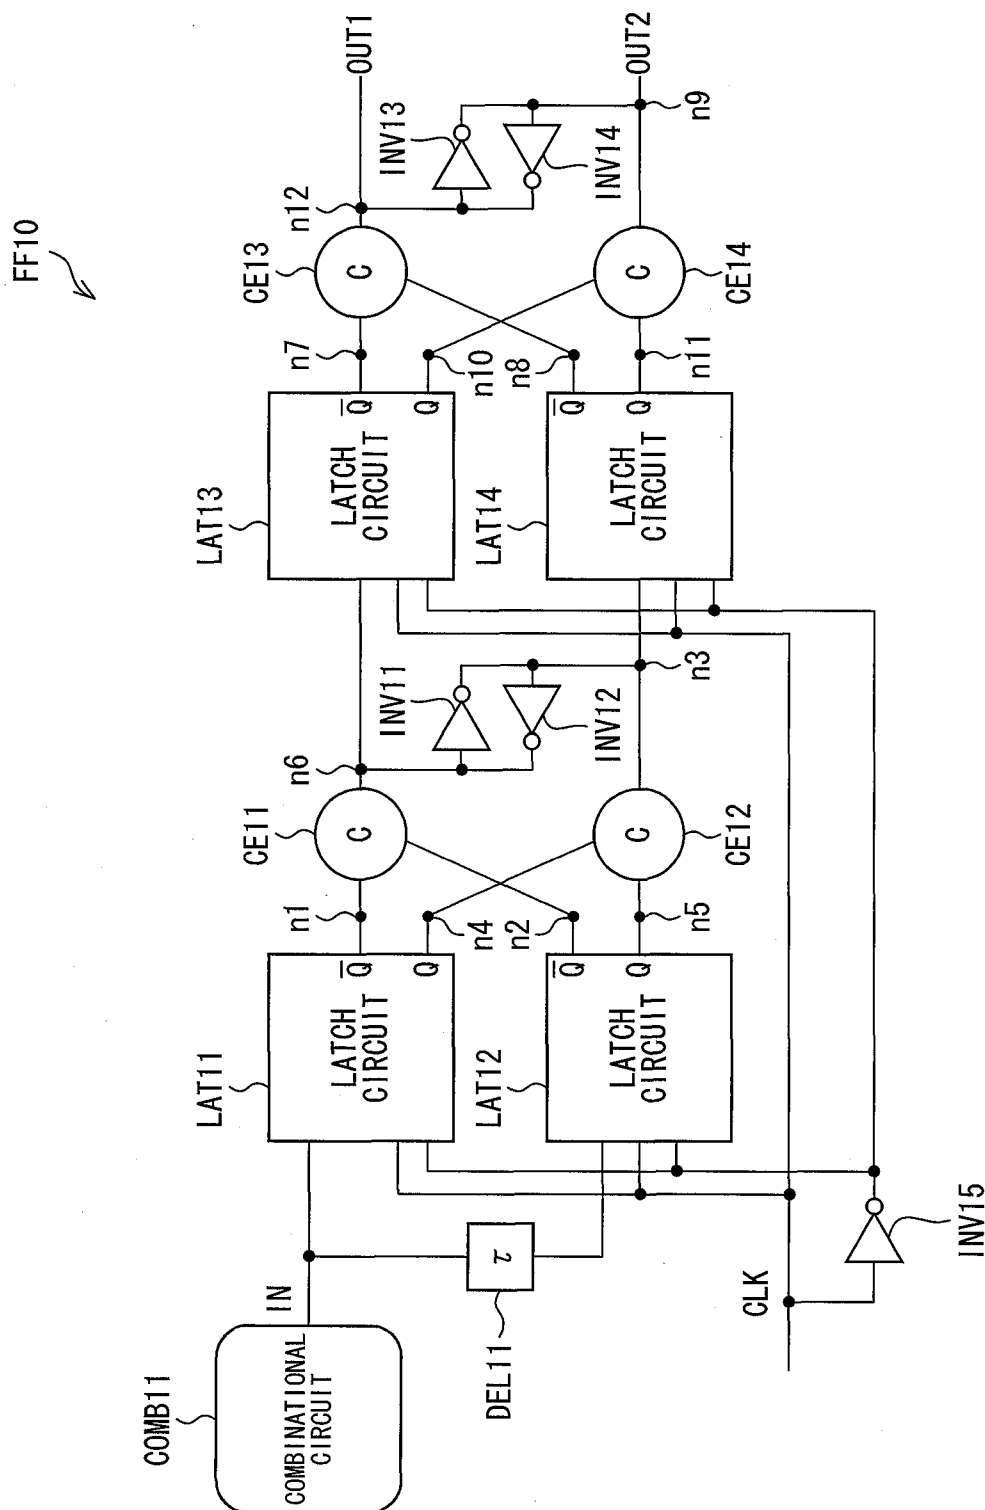 FF10
COMB11
COMBINATIONAL
CIRCUIT
IN
DEL11
τ
CLK
INV15
LAT11
LATCH
CIRCUIT
Q
Q
LAT12
LATCH
CIRCUIT
Q
Q
n1
n4
n2
n5
CE11
C
CE12
C
n6
INV11
INV12
n3
LAT13
LATCH
CIRCUIT
Q
Q
LAT14
LATCH
CIRCUIT
Q
Q
n7
n10
n8
n11
CE13
C
CE14
C
n12
INV13
INV14
n9
OUT1
OUT2